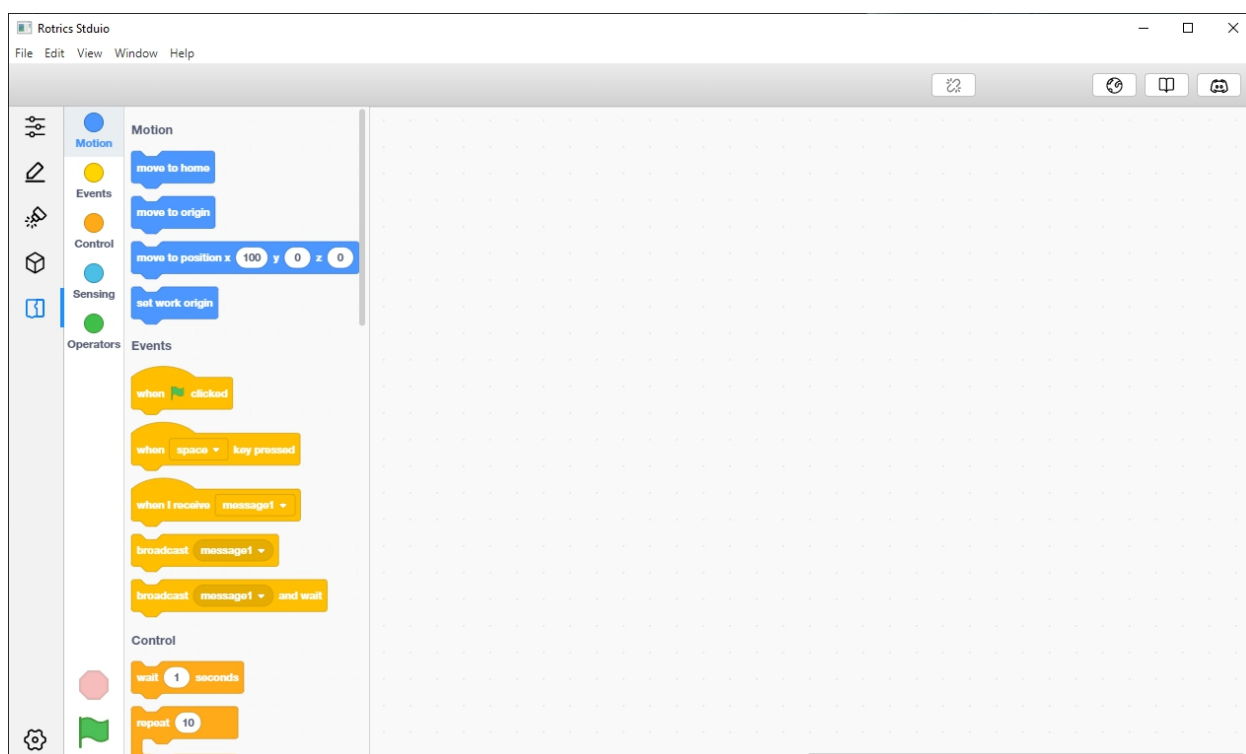 Rotrics Stduio
File Edit View Window Help
Motion
Events
Control
Sensing
Operators
Motion
move to home
move to origin
move to position x 100 y 0 z 0
set work origin
Events
when clicked
when space key pressed
when I receive message1
broadcast message1
broadcast message1 and wait
Control
wait 1 seconds
repeat 10